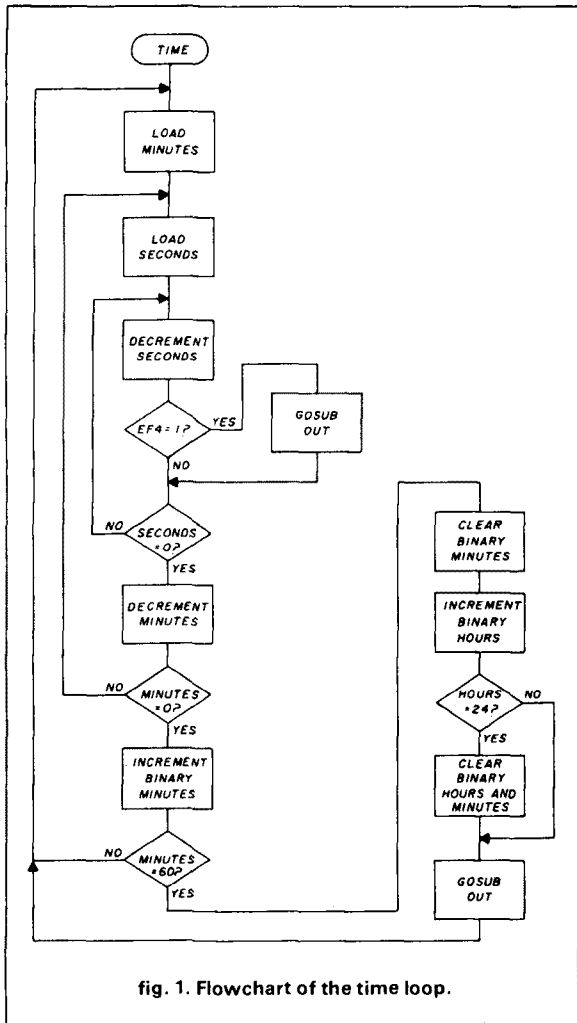 TIME
LOAD
MINUTES
LOAD
SECONDS
DECREMENT
SECONDS
EF4=1?
YES
NO
GOSUB
OUT
NO
SECONDS
=0?
YES
DECREMENT
MINUTES
NO
MINUTES
=0?
YES
INCREMENT
BINARY
MINUTES
NO
MINUTES
=60?
YES
CLEAR
BINARY
MINUTES
INCREMENT
BINARY
HOURS
HOURS
=24?
NO
YES
CLEAR
BINARY
HOURS AND
MINUTES
GOSUB
OUT
fig. 1. Flowchart of the time loop.